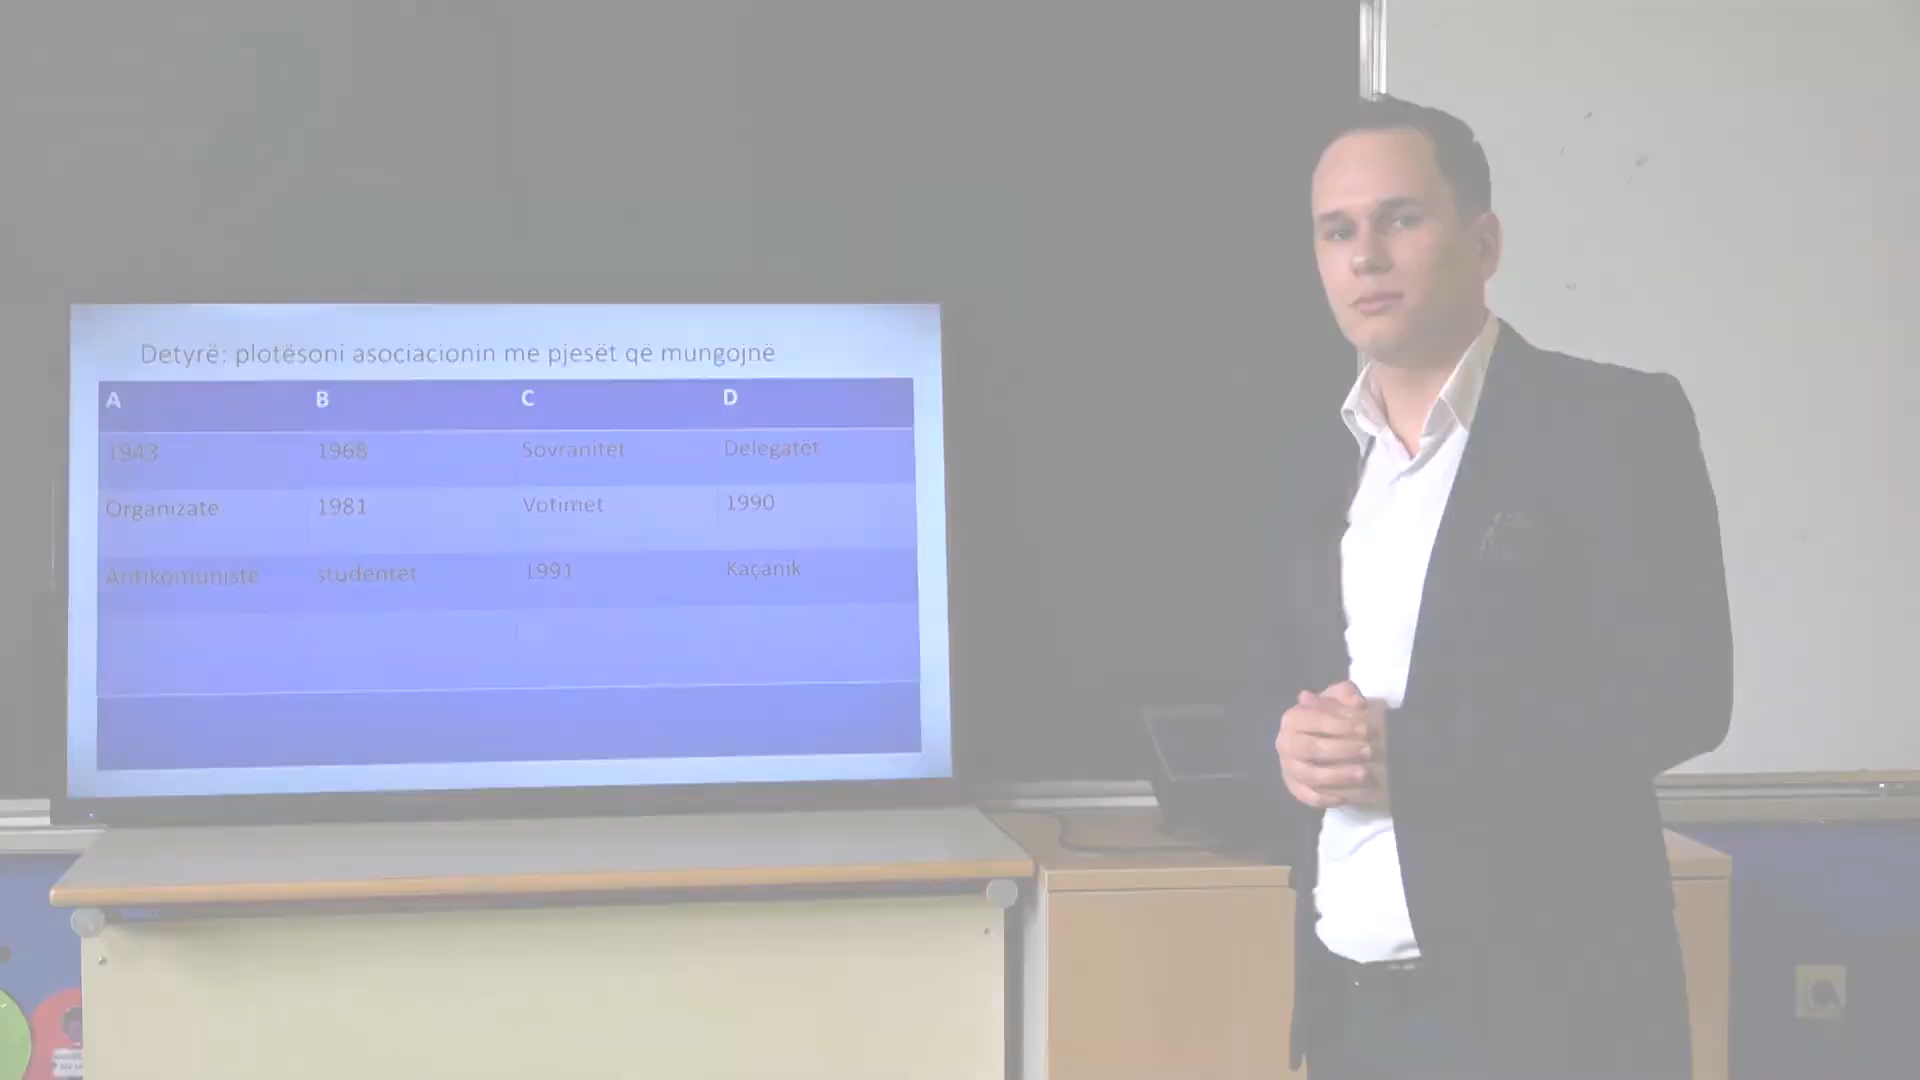 Detyrë: plotësoni asociacionin me pjesët që mungojnë
A B C D
1943 1968 Sovranitet Delegatët
Organizate 1981 Votimet 1990
Antikomuniste studentet 1991 Kaçanik